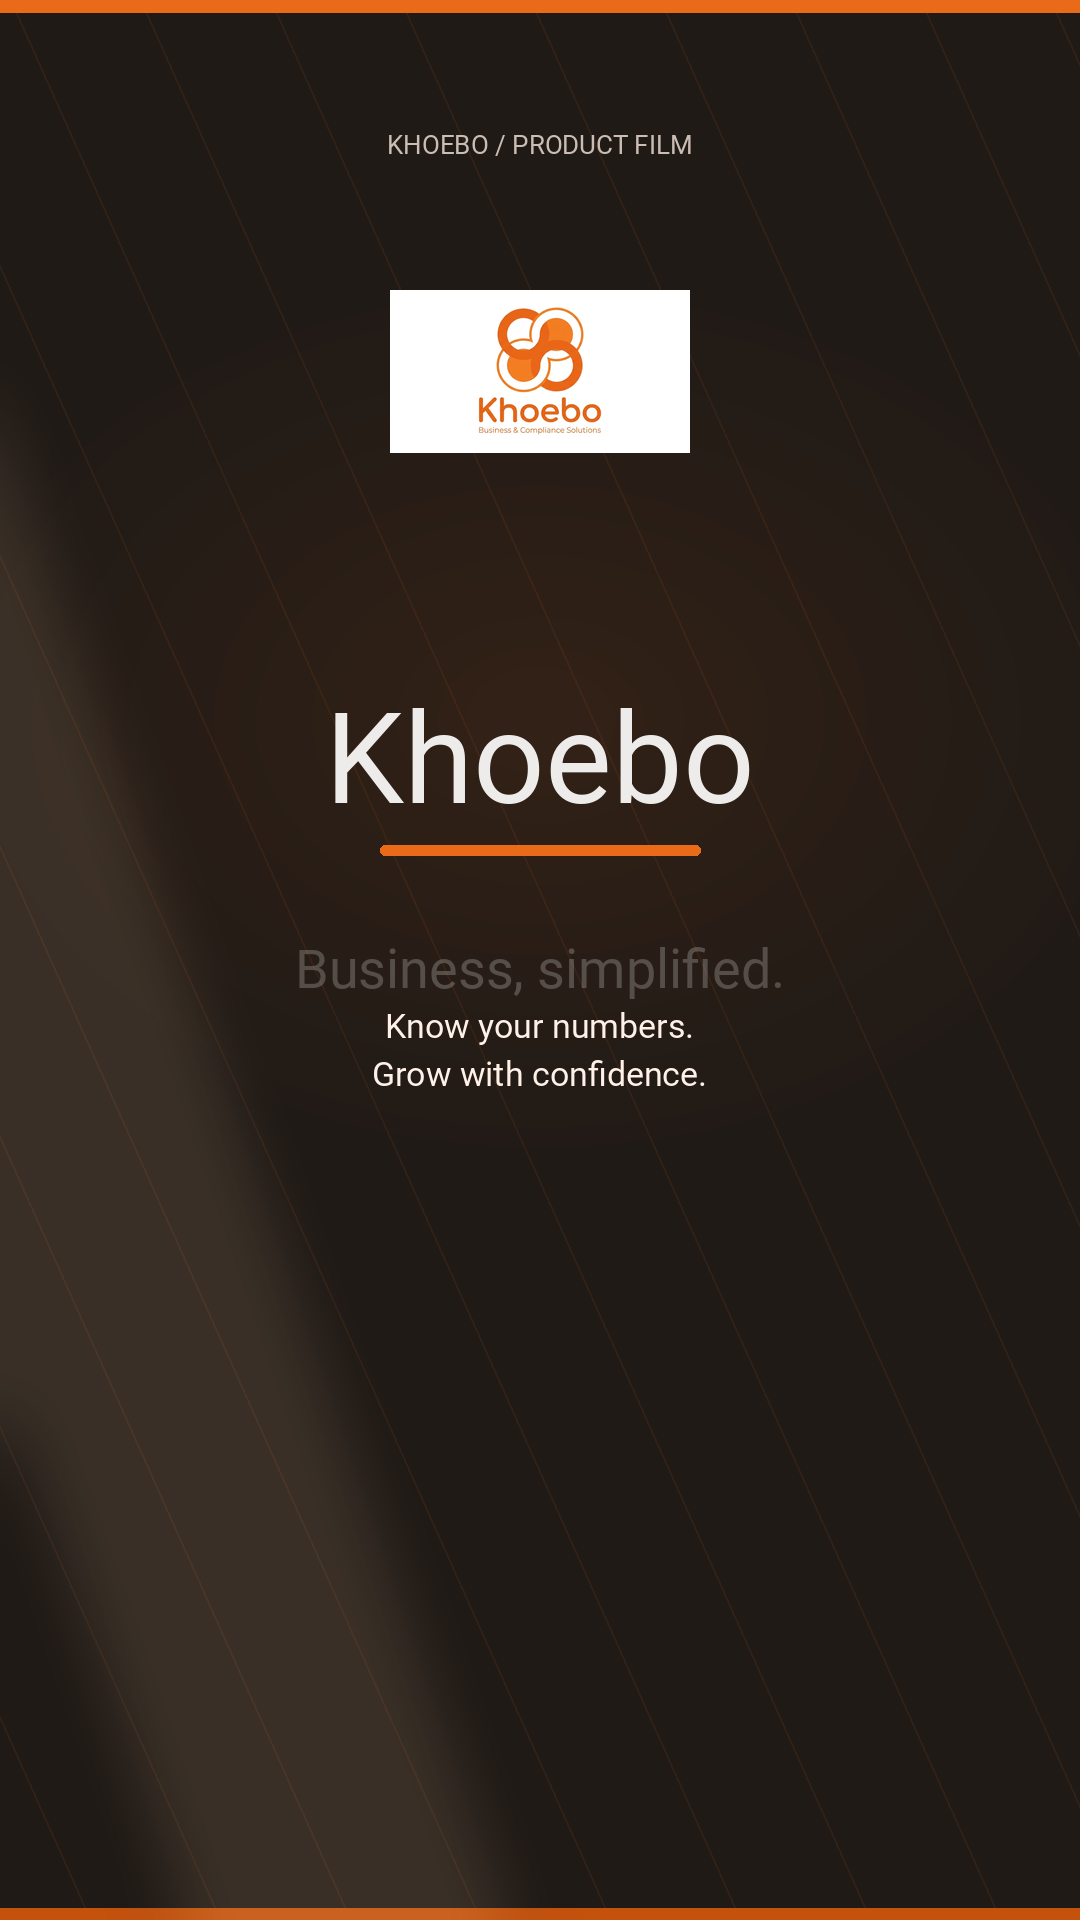 KHOEBO / PRODUCT FILM
Khoebo
Business & Compliance Solutions
Khoebo
Business, simplified.
Know your numbers.
Grow with confidence.